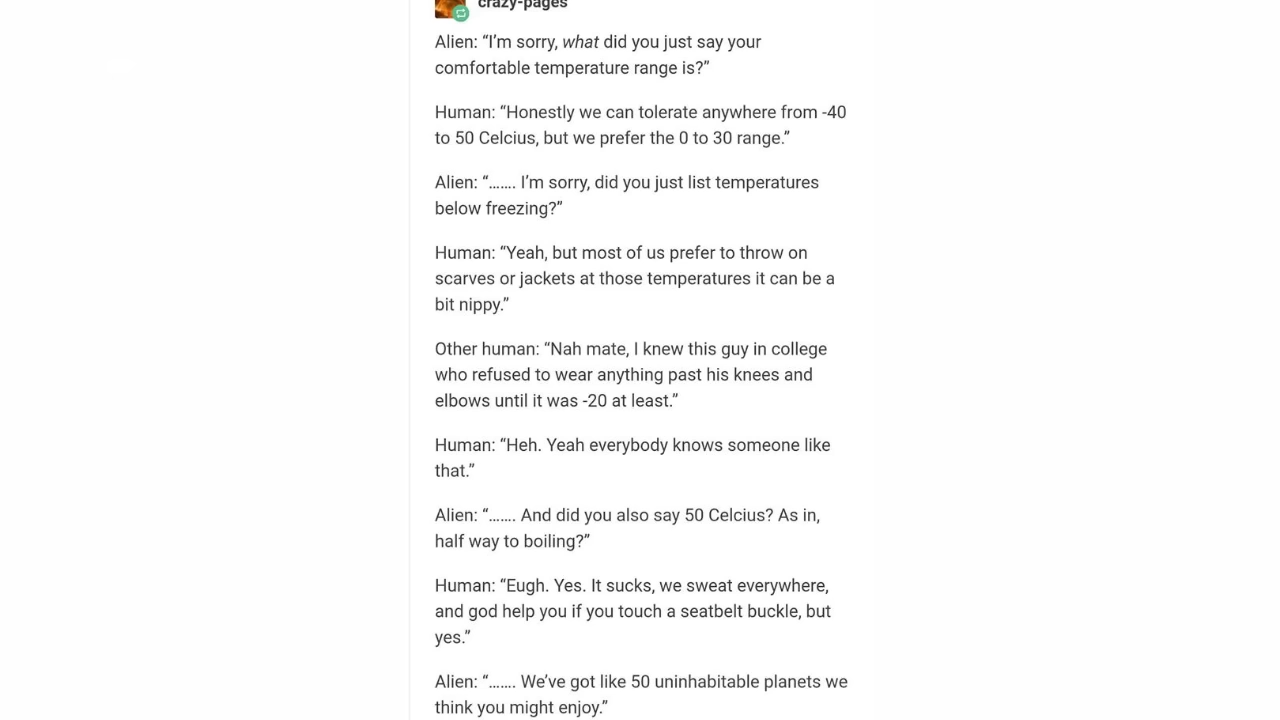 crazy-pages
Alien: “I’m sorry, what did you just say your
comfortable temperature range is?”
Human: “Honestly we can tolerate anywhere from -40
to 50 Celcius, but we prefer the 0 to 30 range.”
Alien: “……. I’m sorry, did you just list temperatures
below freezing?”
Human: “Yeah, but most of us prefer to throw on
scarves or jackets at those temperatures it can be a
bit nippy.”
Other human: “Nah mate, I knew this guy in college
who refused to wear anything past his knees and
elbows until it was -20 at least.”
Human: “Heh. Yeah everybody knows someone like
that.”
Alien: “……. And did you also say 50 Celcius? As in,
half way to boiling?”
Human: “Eugh. Yes. It sucks, we sweat everywhere,
and god help you if you touch a seatbelt buckle, but
yes.”
Alien: “……. We’ve got like 50 uninhabitable planets we
think you might enjoy.”